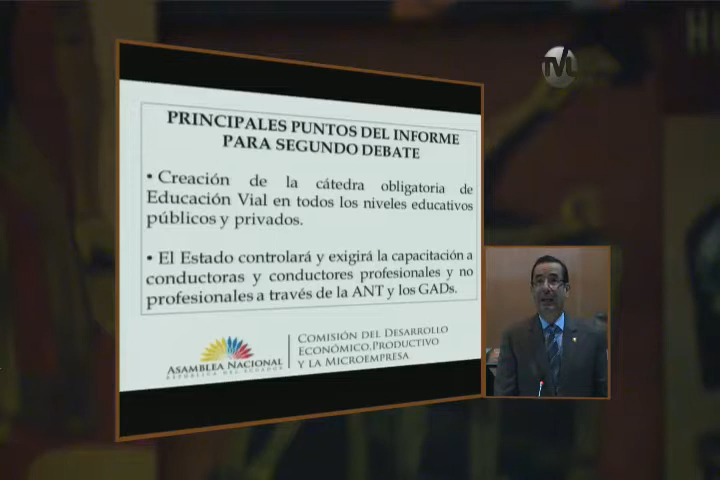 TVL
PRINCIPALES PUNTOS DEL INFORME
PARA SEGUNDO DEBATE
• Creación de la cátedra obligatoria de
Educación Vial en todos los niveles educativos
públicos y privados.
• El Estado controlará y exigirá la capacitación a
conductoras y conductores profesionales y no
profesionales a través de la ANT y los GADs.
ASAMBLEA NACIONAL
REPÚBLICA DEL ECUADOR
COMISIÓN DEL DESARROLLO
ECONÓMICO, PRODUCTIVO
Y LA MICROEMPRESA